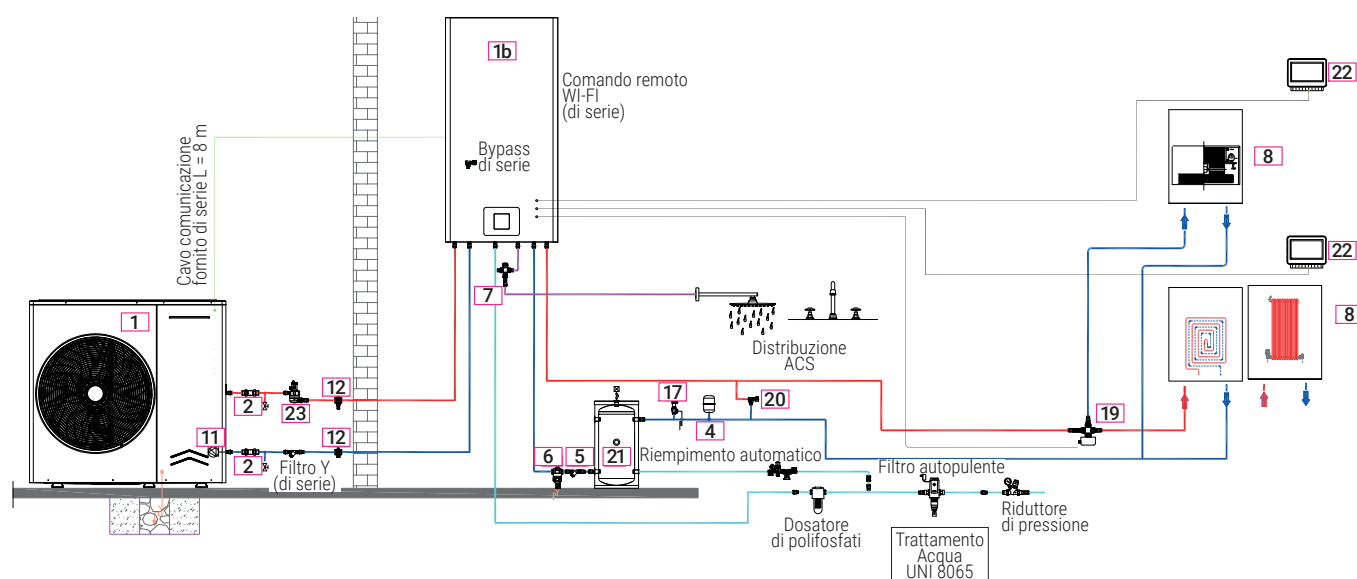 1b
22
Comando remoto
WI-FI
(di serie)
Cavo comunicazione
fornito di serie L = 8 m
Bypass
di serie
8
22
7
1
8
Distribuzione
ACS
12
17
20
2
23
4
19
11
12
6
5
21
Riempimento automatico
2
Filtro Y
(di serie)
Filtro autopulente
Dosatore
di polifosfati
Riduttore
di pressione
Trattamento
Acqua
UNI 8065